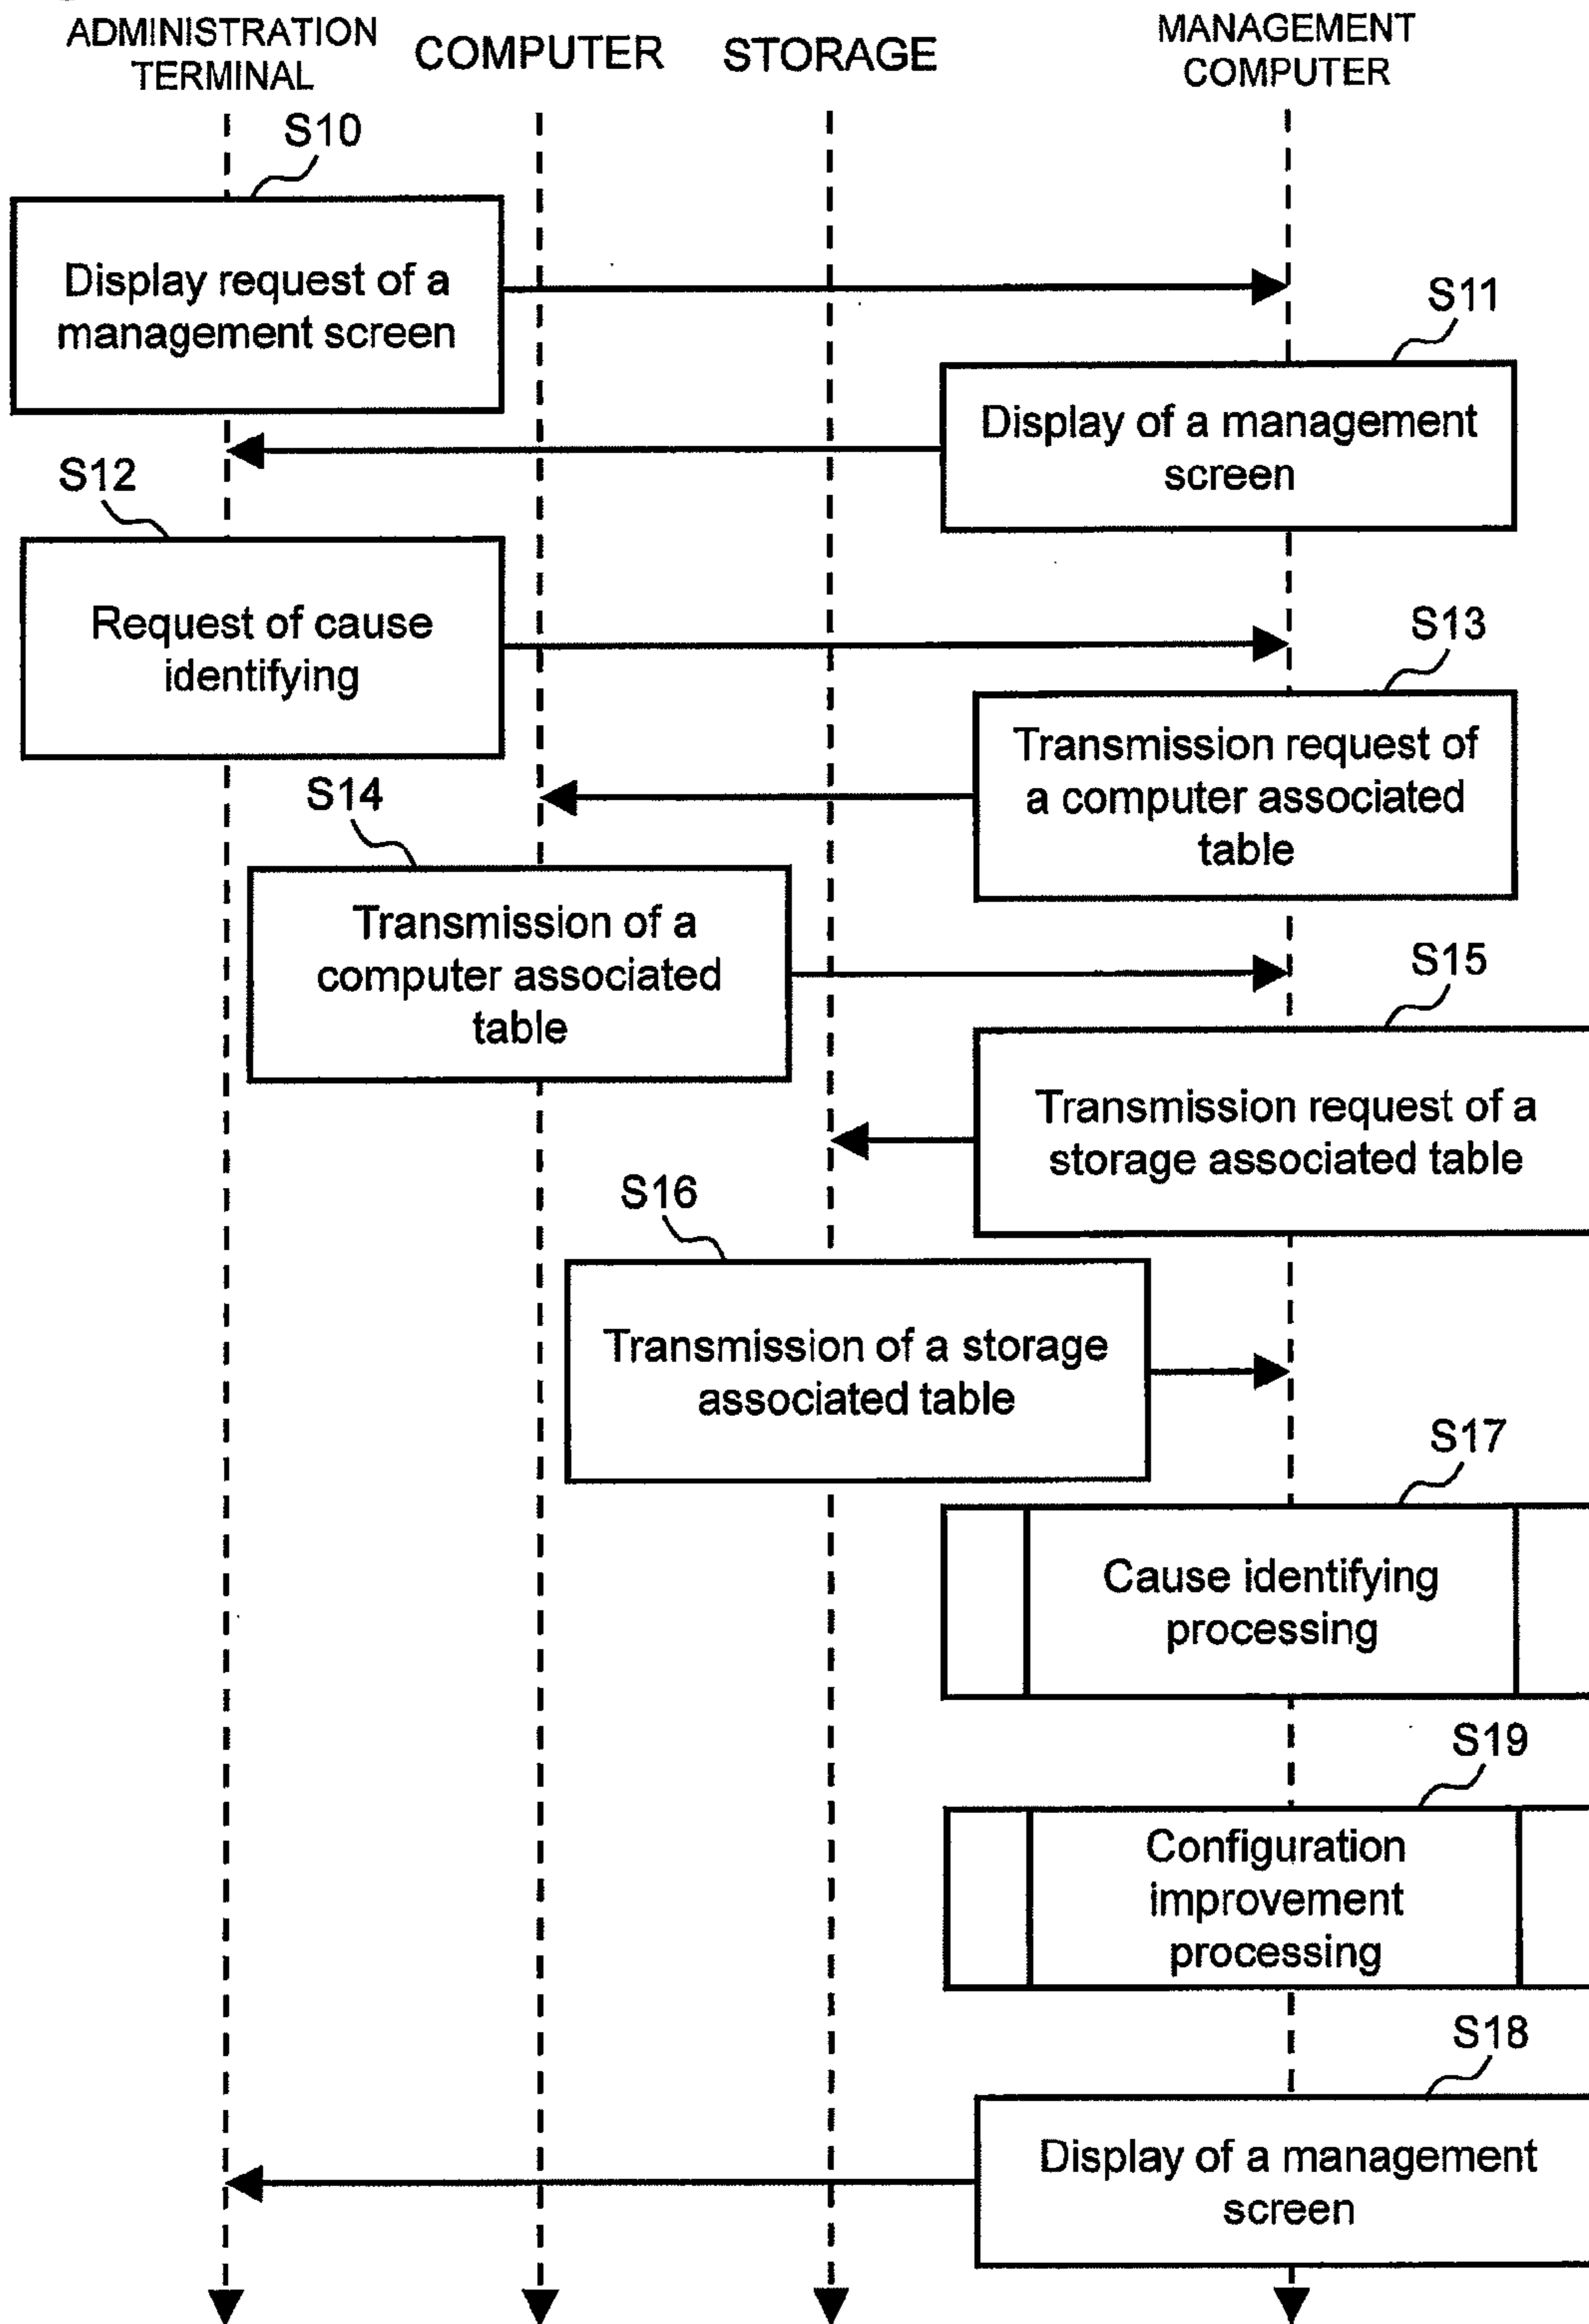 ADMINISTRATION
TERMINAL
COMPUTER
STORAGE
MANAGEMENT
COMPUTER
S10
Display request of a
management screen
S11
Display of a management
screen
S12
Request of cause
identifying
S13
Transmission request of
a computer associated
table
S14
Transmission of a
computer associated
table
S15
Transmission request of a
storage associated table
S16
Transmission of a storage
associated table
S17
Cause identifying
processing
S19
Configuration
improvement
processing
S18
Display of a management
screen